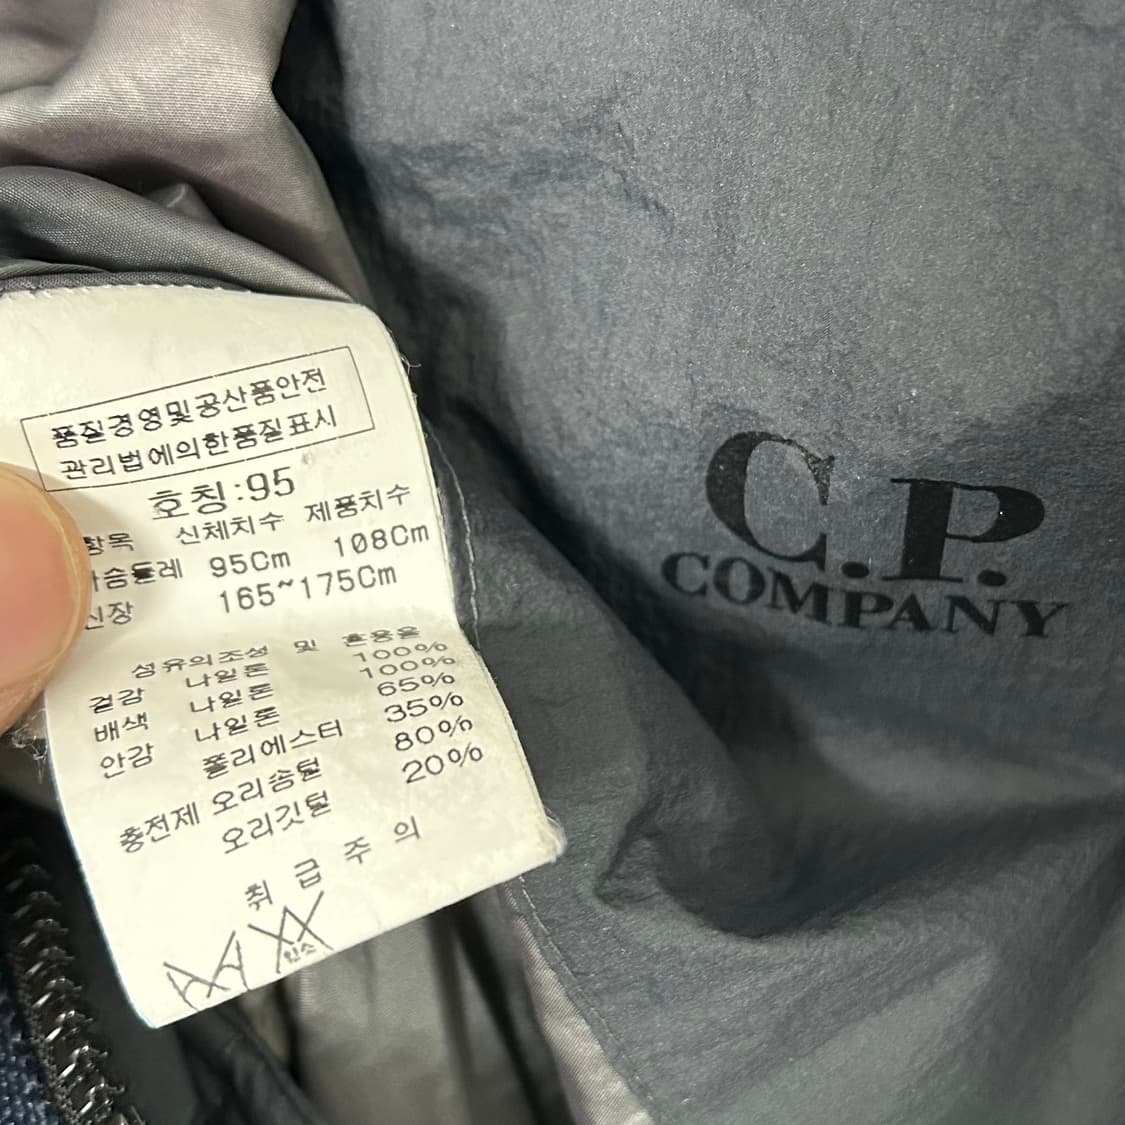 품질경영및공산품안전
관리법에의한품질표시
호칭:95
항목 신체치수 제품치수
가슴둘레 95Cm 108Cm
신장 165~175Cm
섬유의조성 및 혼용율
겉감 나일론 100%
배색 나일론 100%
안감 나일론 65%
폴리에스터 35%
충전제 오리솜털 80%
오리깃털 20%
취급주의
염소
C.P.
COMPANY